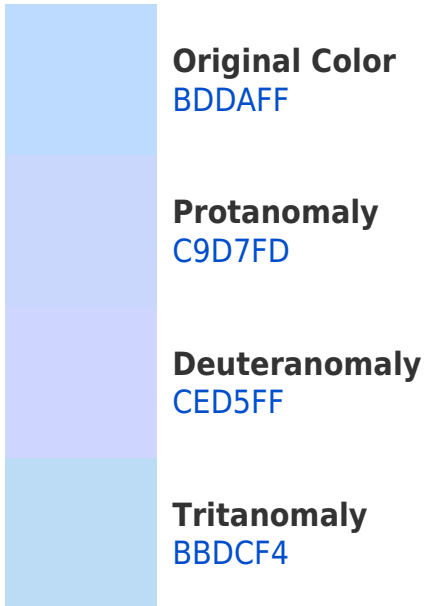 Original Color
BDDAFF
Protanomaly
C9D7FD
Deuteranomaly
CED5FF
Tritanomaly
BBDCF4